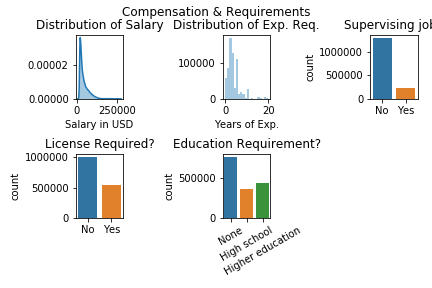 Compensation & Requirements
Distribution of Salary
0.00002
0.00000
0
250000
Salary in USD
Distribution of Exp. Req.
100000
0
0
20
Years of Exp.
Supervising job
count
1000000
500000
0
No
Yes
License Required?
count
1000000
500000
0
No
Yes
Education Requirement?
count
500000
0
None
High school
Higher education